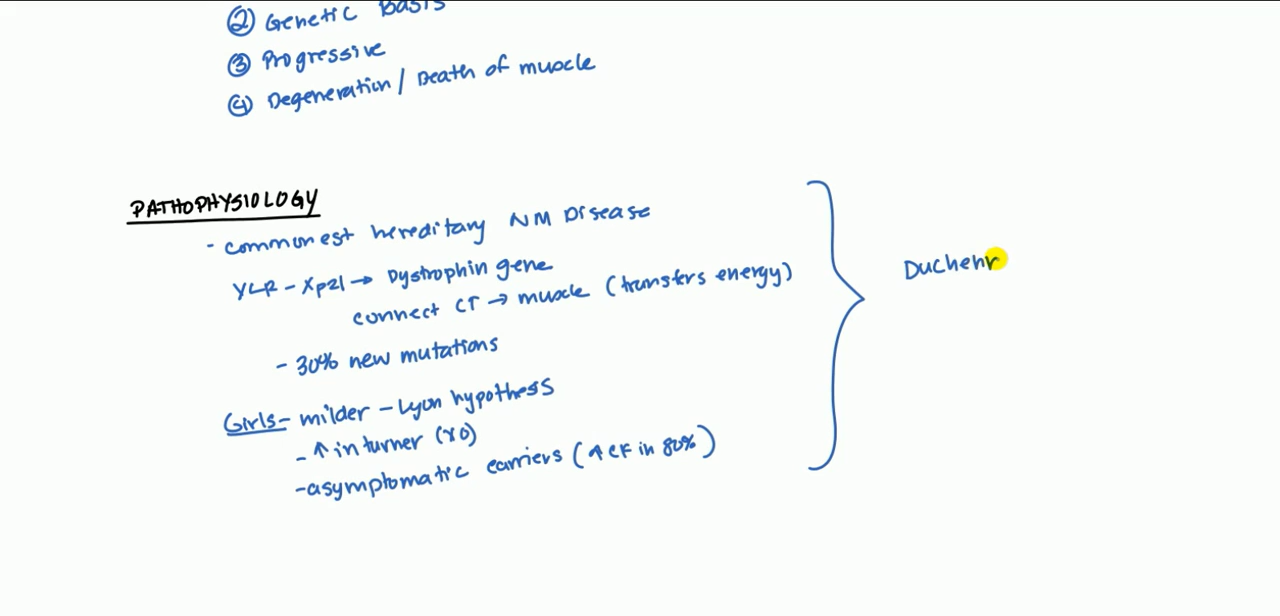 ② Genetic Basis
③ Progressive
④ Degeneration / Death of muscle
PATHOPHYSIOLOGY
- commonest hereditary NM Disease
XLR - Xp21 → Dystrophin gene
connect CT → muscle (transfers energy)
- 30% new mutations
Girls - milder - Lyon hypothess
- ↑ in turner (XO)
- asymptomatic carriers (↑ CK in 80%)
Duchenn